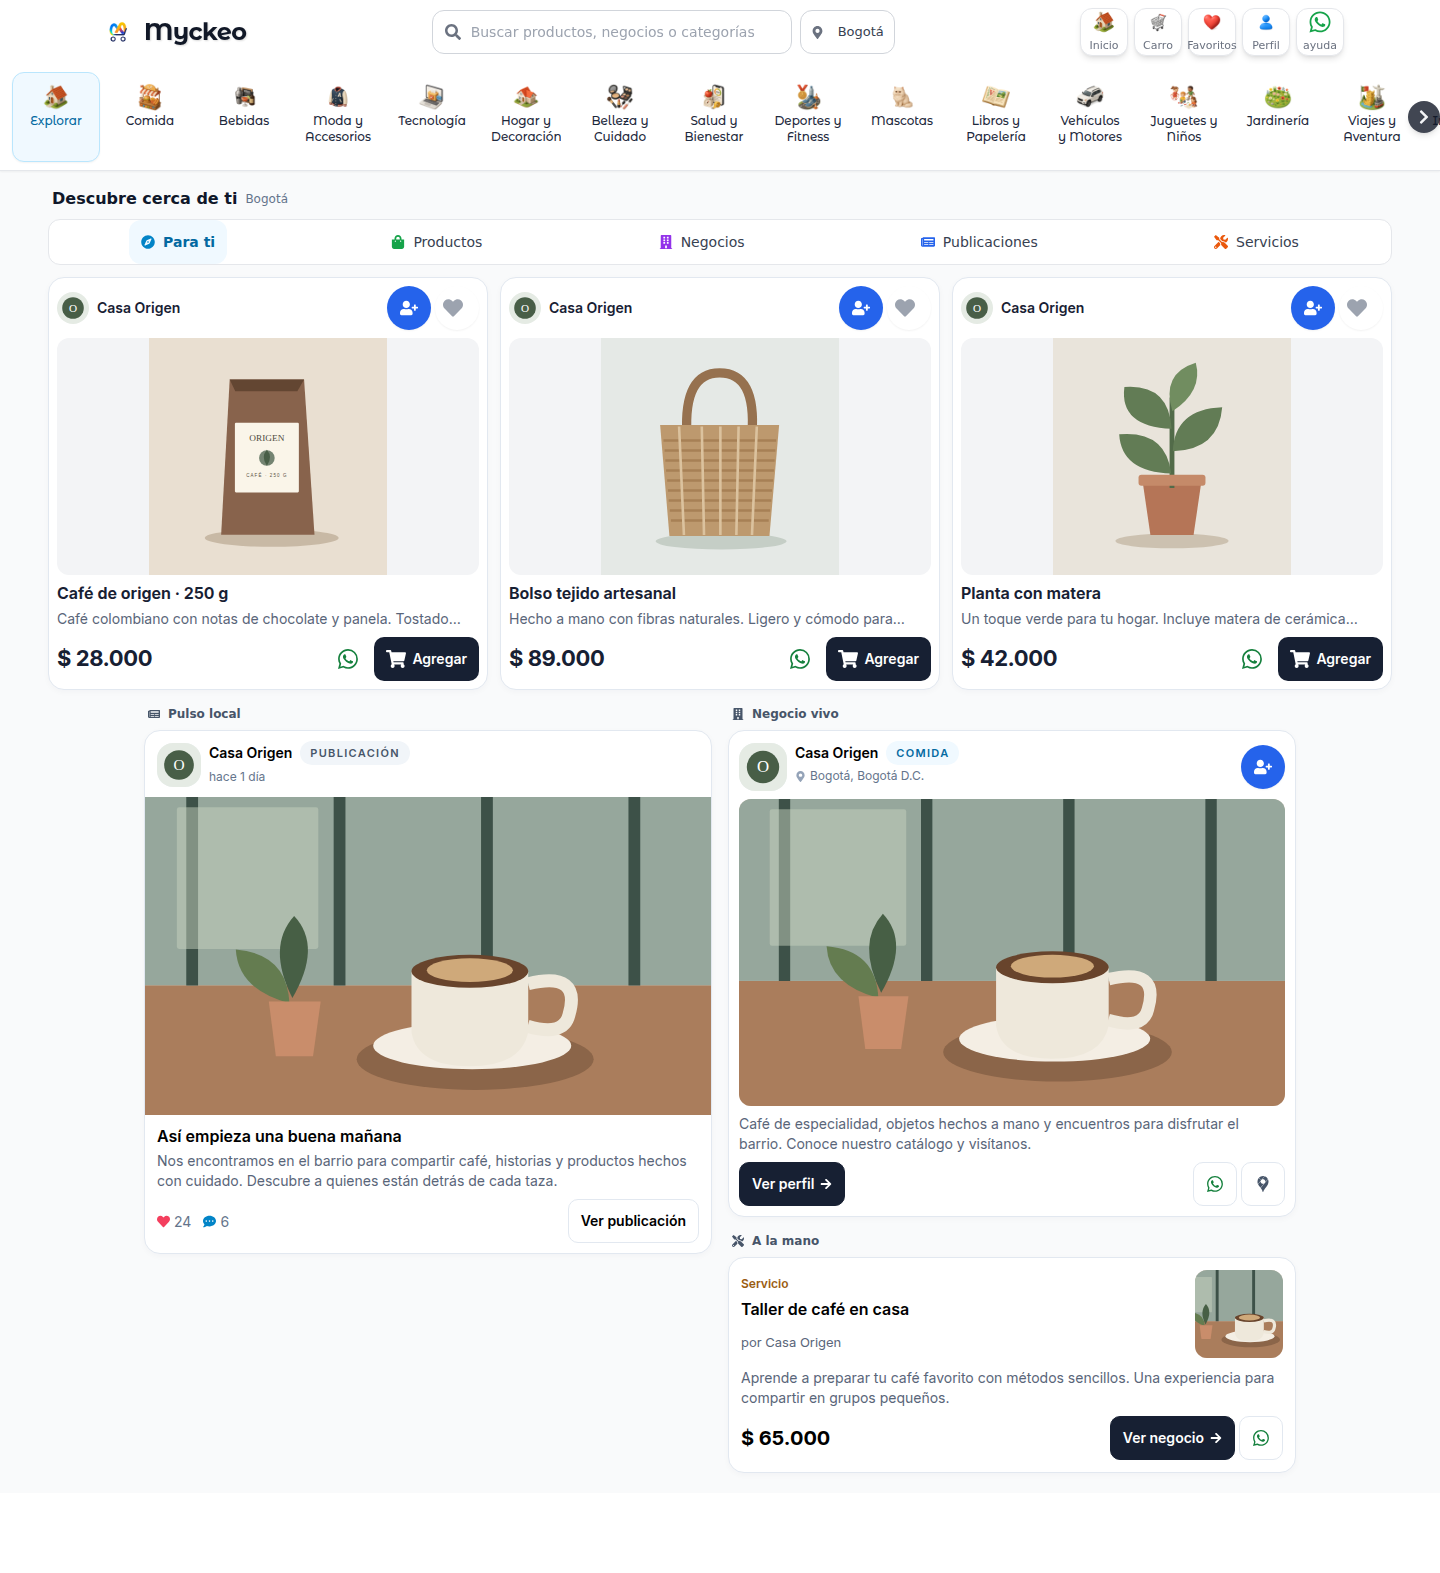 Myckeo
Buscar productos, negocios o categorías
Bogotá
Inicio
Carro
Favoritos
Perfil
ayuda
Explorar
Comida
Bebidas
Moda y
Accesorios
Tecnología
Hogar y
Decoración
Belleza y
Cuidado
Salud y
Bienestar
Deportes y
Fitness
Mascotas
Libros y
Papelería
Vehículos
y Motores
Juguetes y
Niños
Jardinería
Viajes y
Aventura
Descubre cerca de ti Bogotá
Para ti
Productos
Negocios
Publicaciones
Servicios
O Casa Origen
ORIGEN
CAFÉ · 250 G
Café de origen · 250 g
Café colombiano con notas de chocolate y panela. Tostado...
$ 28.000
Agregar
O Casa Origen
Bolso tejido artesanal
Hecho a mano con fibras naturales. Ligero y cómodo para...
$ 89.000
Agregar
O Casa Origen
Planta con matera
Un toque verde para tu hogar. Incluye matera de cerámica...
$ 42.000
Agregar
Pulso local
O Casa Origen PUBLICACIÓN
hace 1 día
Así empieza una buena mañana
Nos encontramos en el barrio para compartir café, historias y productos hechos
con cuidado. Descubre a quienes están detrás de cada taza.
24 6
Ver publicación
Negocio vivo
O Casa Origen COMIDA
Bogotá, Bogotá D.C.
Café de especialidad, objetos hechos a mano y encuentros para disfrutar el
barrio. Conoce nuestro catálogo y visítanos.
Ver perfil →
A la mano
Servicio
Taller de café en casa
por Casa Origen
Aprende a preparar tu café favorito con métodos sencillos. Una experiencia para
compartir en grupos pequeños.
$ 65.000
Ver negocio →